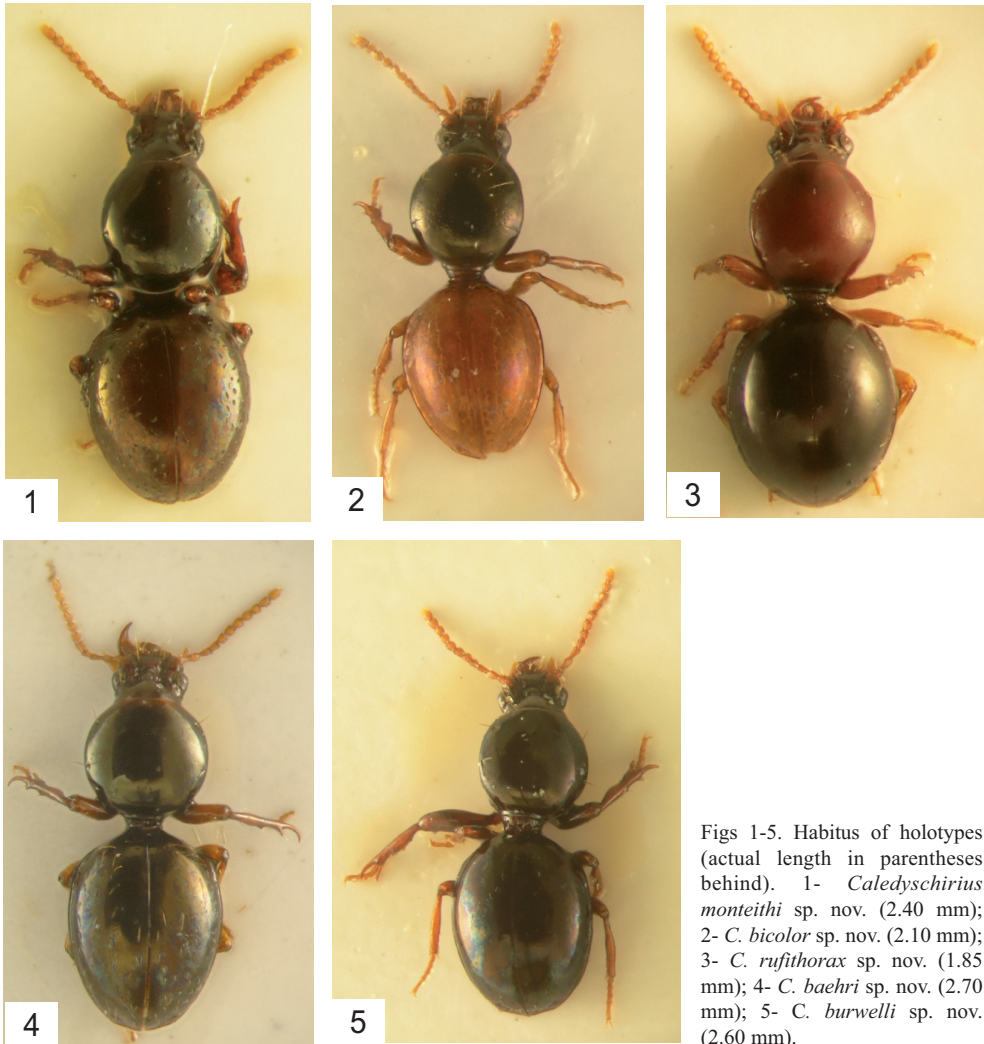 1
2
3
4
5
Figs 1-5. Habitus of holotypes
(actual length in parentheses
behind). 1- Caledyschirius
monteithi sp. nov. (2.40 mm);
2- C. bicolor sp. nov. (2.10 mm);
3- C. rufithorax sp. nov. (1.85
mm); 4- C. baehri sp. nov. (2.70
mm); 5- C. burwelli sp. nov.
(2.60 mm).